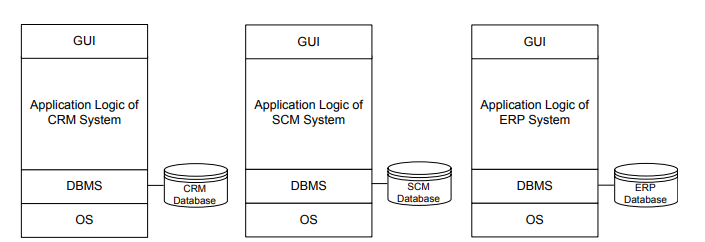 GUI
Application Logic of
CRM System
DBMS
OS
CRM
Database
GUI
Application Logic of
SCM System
DBMS
OS
SCM
Database
GUI
Application Logic of
ERP System
DBMS
OS
ERP
Database